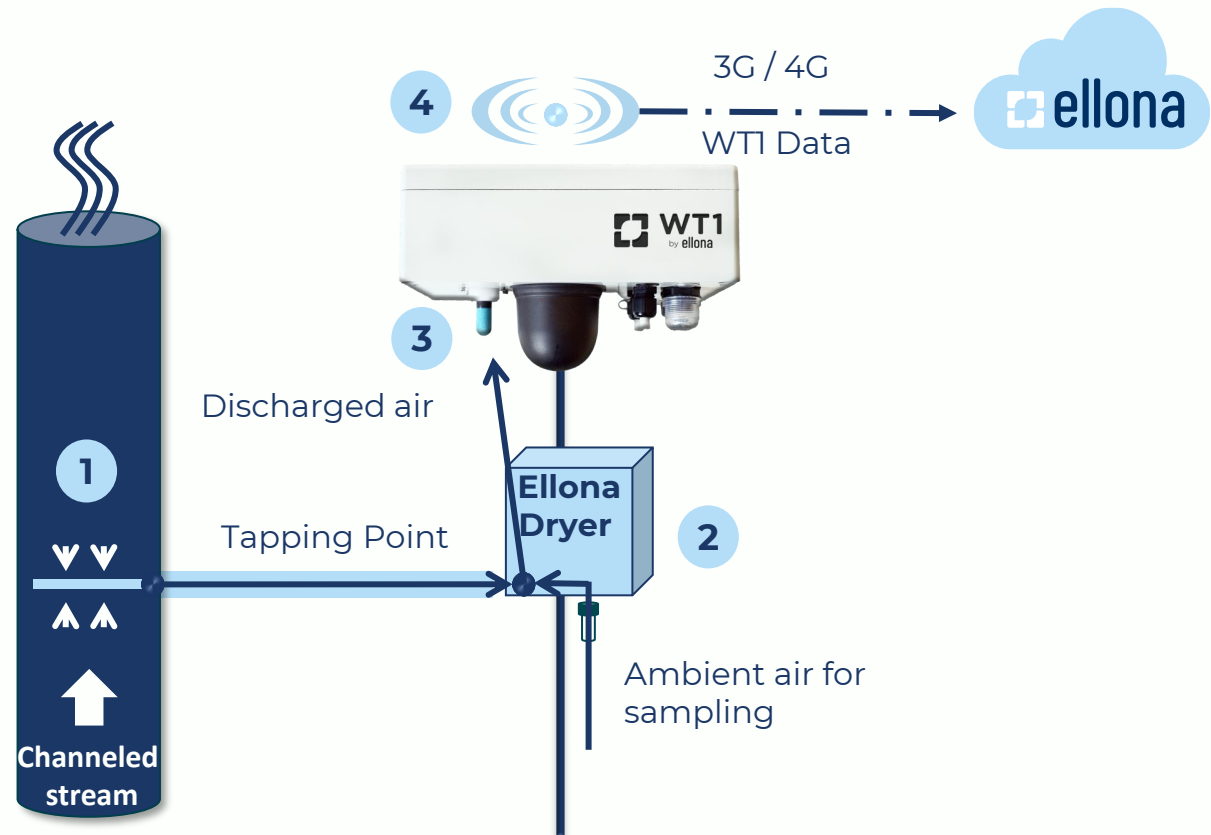 3G / 4G
4
ellona
WT1 Data
WT1
by ellona
3
Discharged air
1
Ellona
Dryer
Tapping Point
2
Ambient air for
sampling
Channeled
stream